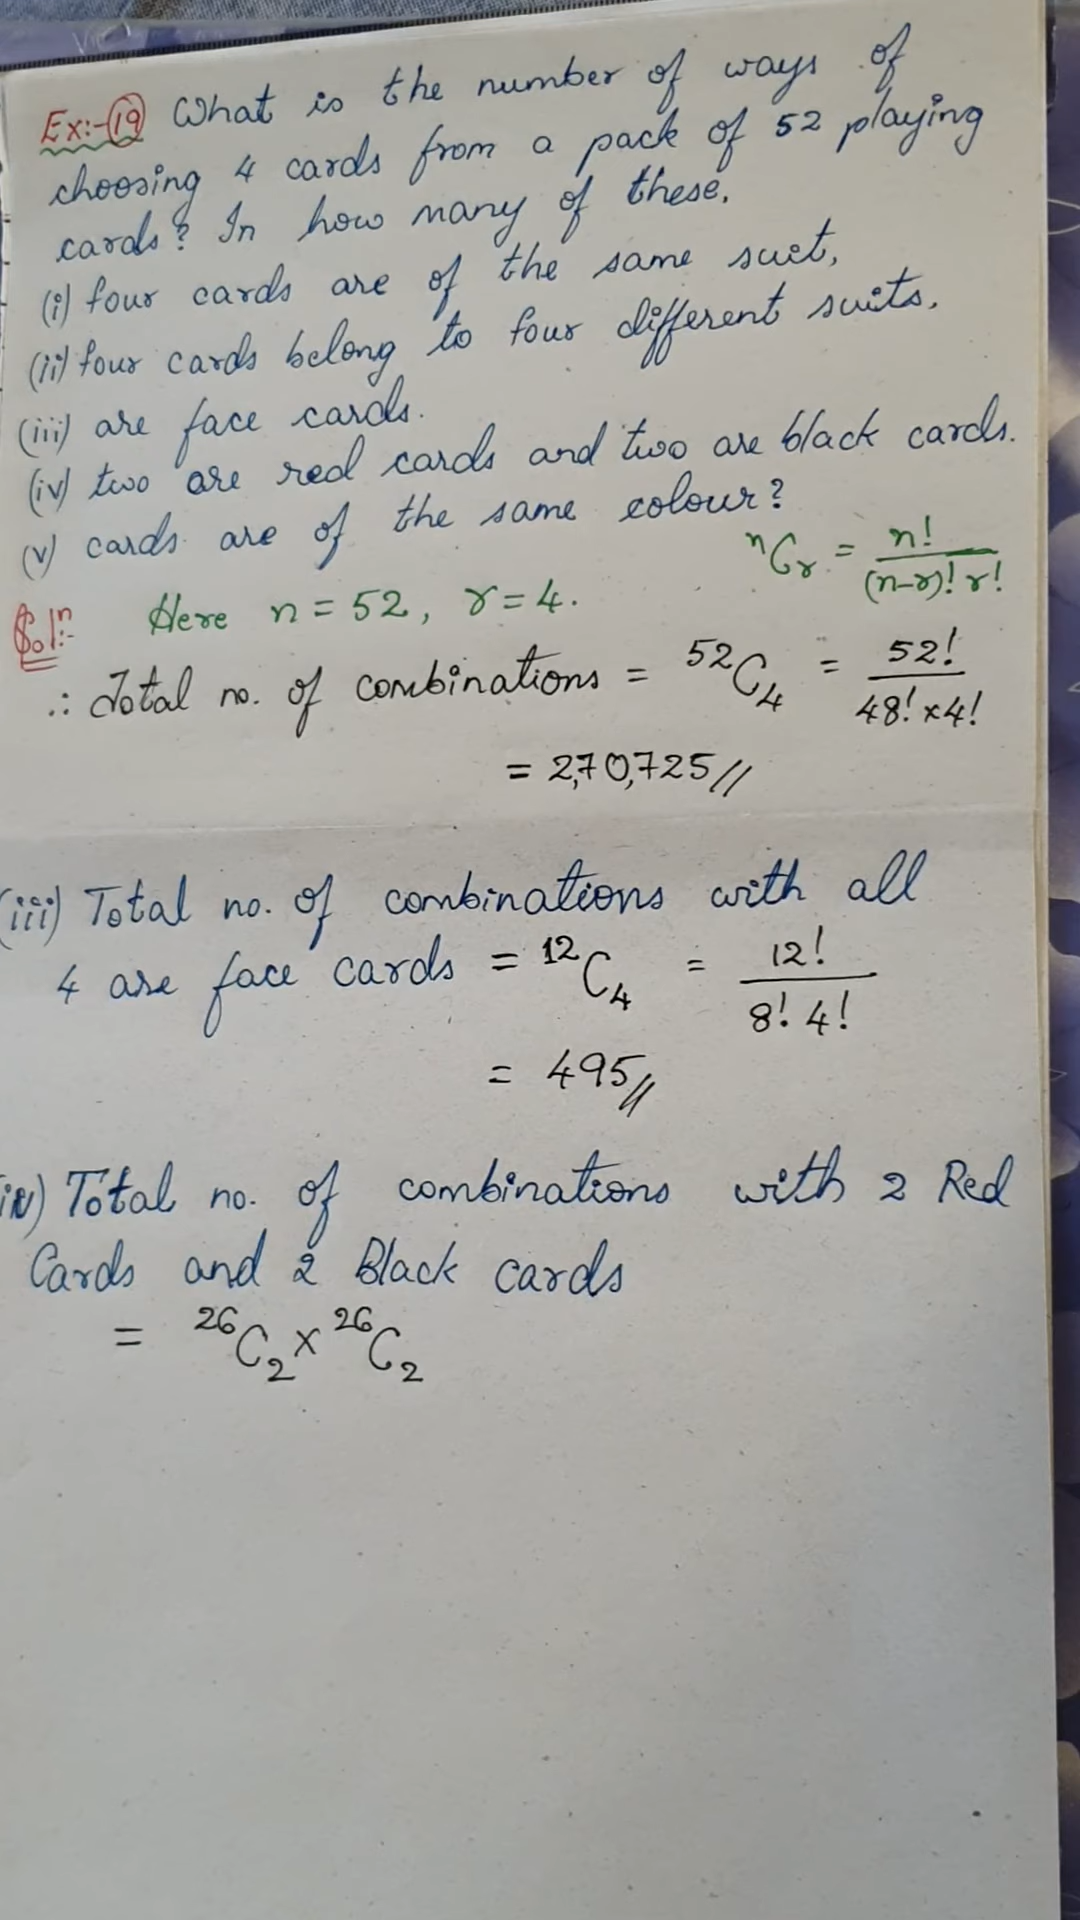 Ex:-(19) What is the number of ways of
choosing 4 cards from a pack of 52 playing
cards? In how many of these,
(i) four cards are of the same suit,
(ii) four cards belong to four different suits,
(iii) are face cards.
(iv) two are red cards and two are black cards.
(v) cards are of the same colour?
ⁿCᵣ = n!/(n-r)! r!
Solⁿ:- Here n = 52, r = 4.
∴ Total no. of combinations = ⁵²C₄ = 52!/48! × 4!
= 2,70,725//
(iii) Total no. of combinations with all
4 are face cards = ¹²C₄ = 12!/8! 4!
= 495//
iv) Total no. of combinations with 2 Red
Cards and 2 Black cards
= ²⁶C₂ × ²⁶C₂